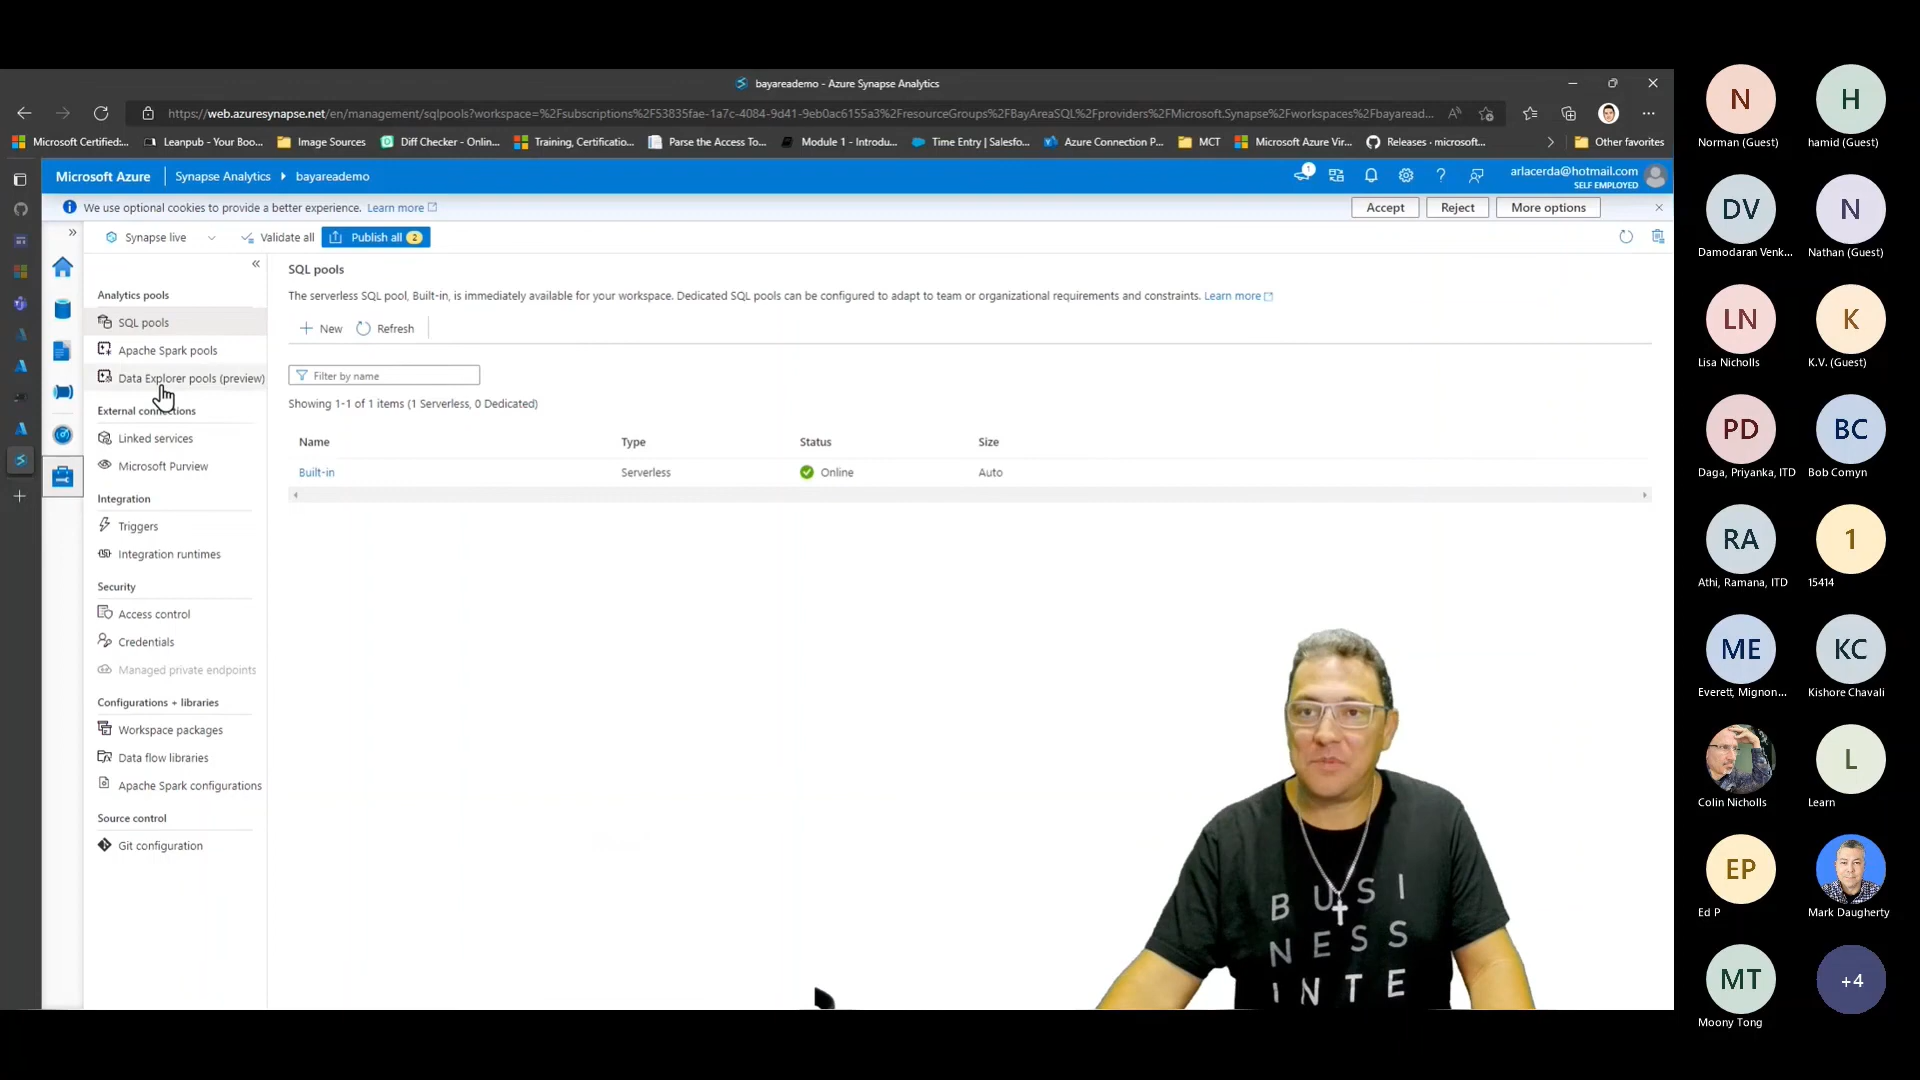 bayareademo - Azure Synapse Analytics
https://web.azuresynapse.net/en/management/sqlpools?workspace=%2Fsubscriptions%2F53835fae-1a7c-4084-9d41-9eb0ac6155a3%2FresourceGroups%2FBayAreaSQL%2Fproviders%2FMicrosoft.Synapse%2Fworkspaces%2Fbayaread...
Microsoft Certified:... Leanpub - Your Boo... Image Sources Diff Checker - Onlin... Training, Certificatio... Parse the Access To... Module 1 - Introdu... Time Entry | Salesfo... Azure Connection P... MCT Microsoft Azure Vir... Releases · microsoft... Other favorites
Microsoft Azure Synapse Analytics bayareademo
arlacerda@hotmail.com
SELF EMPLOYED
1
We use optional cookies to provide a better experience. Learn more
Accept Reject More options
Synapse live Validate all Publish all 2
Analytics pools
SQL pools
Apache Spark pools
Data Explorer pools (preview)
External connections
Linked services
Microsoft Purview
Integration
Triggers
Integration runtimes
Security
Access control
Credentials
Managed private endpoints
Configurations + libraries
Workspace packages
Data flow libraries
Apache Spark configurations
Source control
Git configuration
SQL pools
The serverless SQL pool, Built-in, is immediately available for your workspace. Dedicated SQL pools can be configured to adapt to team or organizational requirements and constraints. Learn more
New Refresh
Filter by name
Showing 1-1 of 1 items (1 Serverless, 0 Dedicated)
Name Type Status Size
Built-in Serverless Online Auto
BUSI
NESS
INTE
N H
Norman (Guest) hamid (Guest)
DV N
Damodaran Venk... Nathan (Guest)
LN K
Lisa Nicholls K.V. (Guest)
PD BC
Daga, Priyanka, ITD Bob Comyn
RA 1
Athi, Ramana, ITD 15414
ME KC
Everett, Mignon... Kishore Chavali
L
Colin Nicholls Learn
EP
Ed P Mark Daugherty
MT +4
Moony Tong